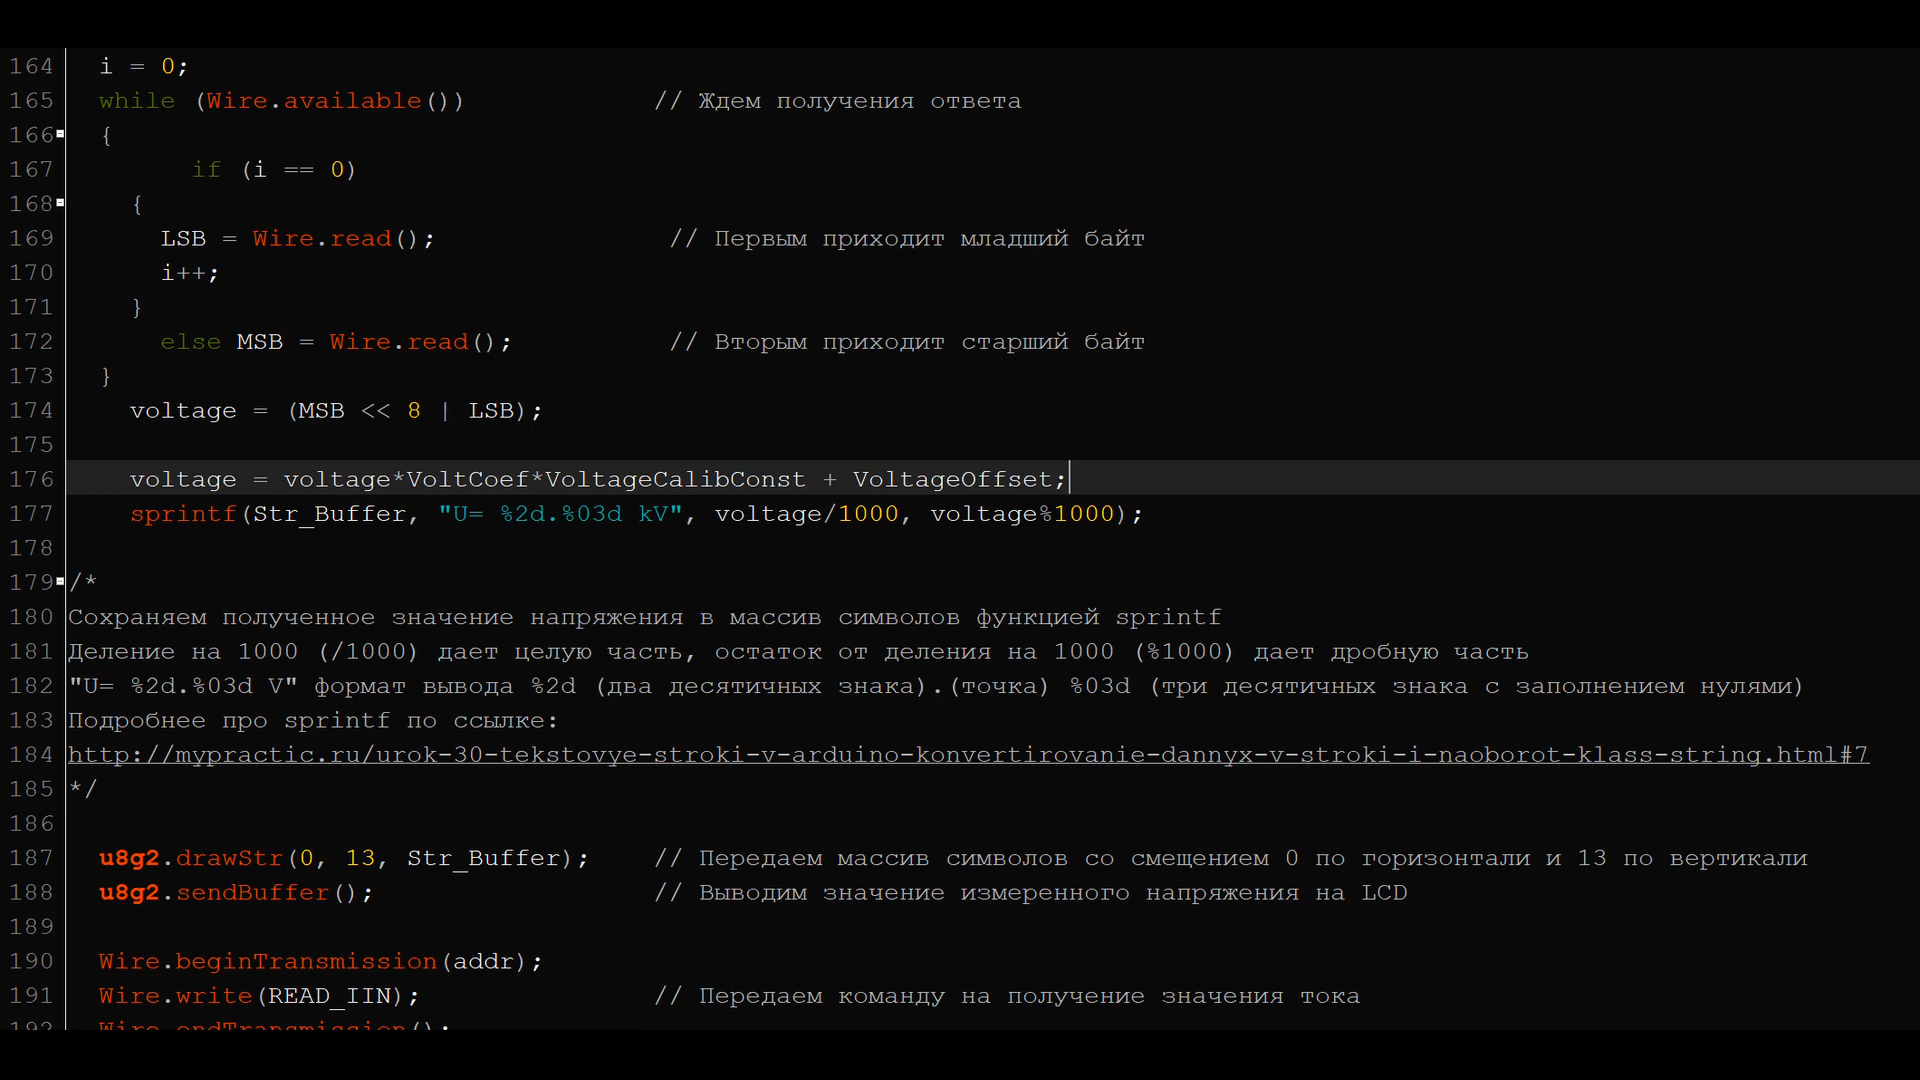 164 i = 0;
165 while (Wire.available()) // Ждем получения ответа
166 {
167 if (i == 0)
168 {
169 LSB = Wire.read(); // Первым приходит младший байт
170 i++;
171 }
172 else MSB = Wire.read(); // Вторым приходит старший байт
173 }
174 voltage = (MSB << 8 | LSB);
175
176 voltage = voltage*VoltCoef*VoltageCalibConst + VoltageOffset;
177 sprintf(Str_Buffer, "U= %2d.%03d kV", voltage/1000, voltage%1000);
178
179 /*
180 Сохраняем полученное значение напряжения в массив символов функцией sprintf
181 Деление на 1000 (/1000) дает целую часть, остаток от деления на 1000 (%1000) дает дробную часть
182 "U= %2d.%03d V" формат вывода %2d (два десятичных знака).(точка) %03d (три десятичных знака с заполнением нулями)
183 Подробнее про sprintf по ссылке:
184 http://mypractic.ru/urok-30-tekstovye-stroki-v-arduino-konvertirovanie-dannyx-v-stroki-i-naoborot-klass-string.html#7
185 */
186
187 u8g2.drawStr(0, 13, Str_Buffer); // Передаем массив символов со смещением 0 по горизонтали и 13 по вертикали
188 u8g2.sendBuffer(); // Выводим значение измеренного напряжения на LCD
189
190 Wire.beginTransmission(addr);
191 Wire.write(READ_IIN); // Передаем команду на получение значения тока
192 Wire.endTransmission();